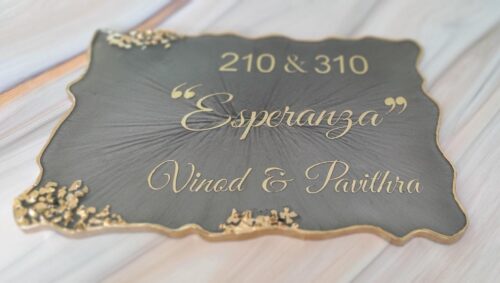 210 & 310
“Esperanza”
Vinod & Pavithra